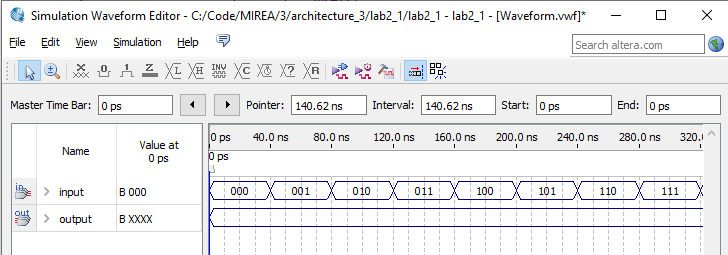 Simulation Waveform Editor - C:/Code/MIREA/3/architecture_3/lab2_1/lab2_1 - lab2_1 - [Waveform.vwf]*
File Edit View Simulation Help Search altera.com
Master Time Bar: 0 ps Pointer: 140.62 ns Interval: 140.62 ns Start: 0 ps End: 0 ps
Name Value at 0 ps 0 ps 40.0 ns 80.0 ns 120.0 ns 160.0 ns 200.0 ns 240.0 ns 280.0 ns 320.
0 ps
input B 000 000 001 010 011 100 101 110 111
output B XXXX